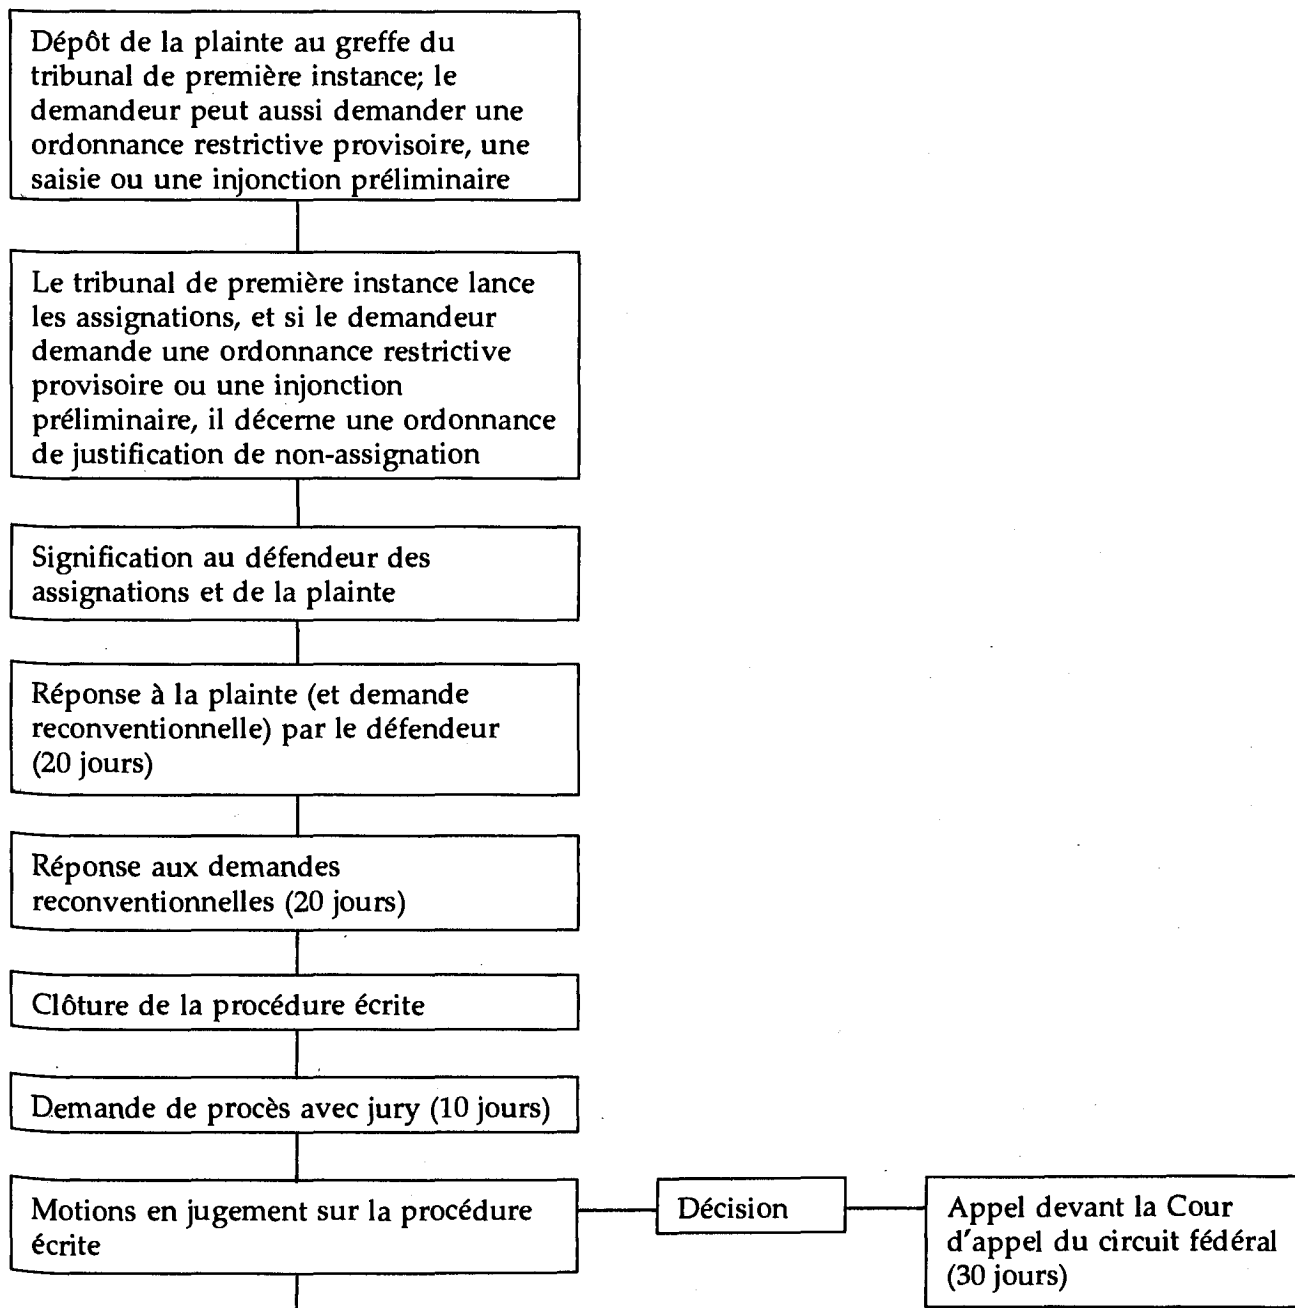 Dépôt de la plainte au greffe du
tribunal de première instance; le
demandeur peut aussi demander une
ordonnance restrictive provisoire, une
saisie ou une injonction préliminaire
Le tribunal de première instance lance
les assignations, et si le demandeur
demande une ordonnance restrictive
provisoire ou une injonction
préliminaire, il décerne une ordonnance
de justification de non-assignation
Signification au défendeur des
assignations et de la plainte
Réponse à la plainte (et demande
reconventionnelle) par le défendeur
(20 jours)
Réponse aux demandes
reconventionnelles (20 jours)
Clôture de la procédure écrite
Demande de procès avec jury (10 jours)
Motions en jugement sur la procédure
écrite
Décision
Appel devant la Cour
d'appel du circuit fédéral
(30 jours)